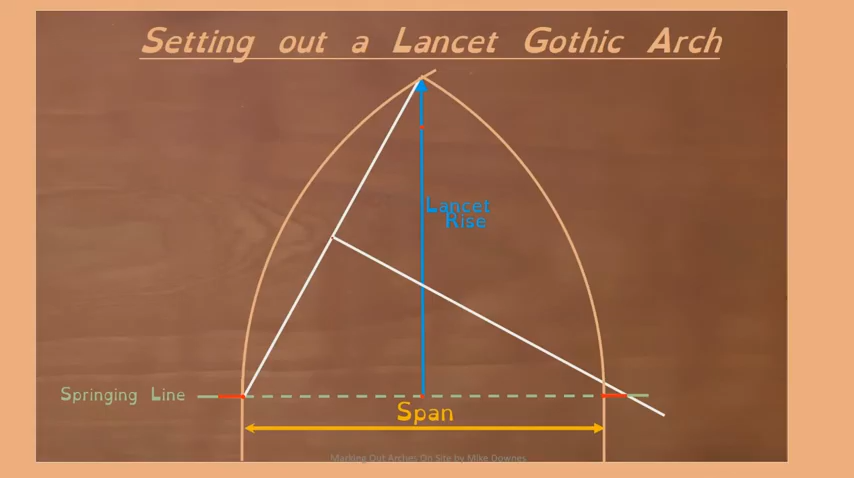 Setting out a Lancet Gothic Arch
Lancet
Rise
Springing Line
Span
Marking Out Arches On Site by Mike Downes